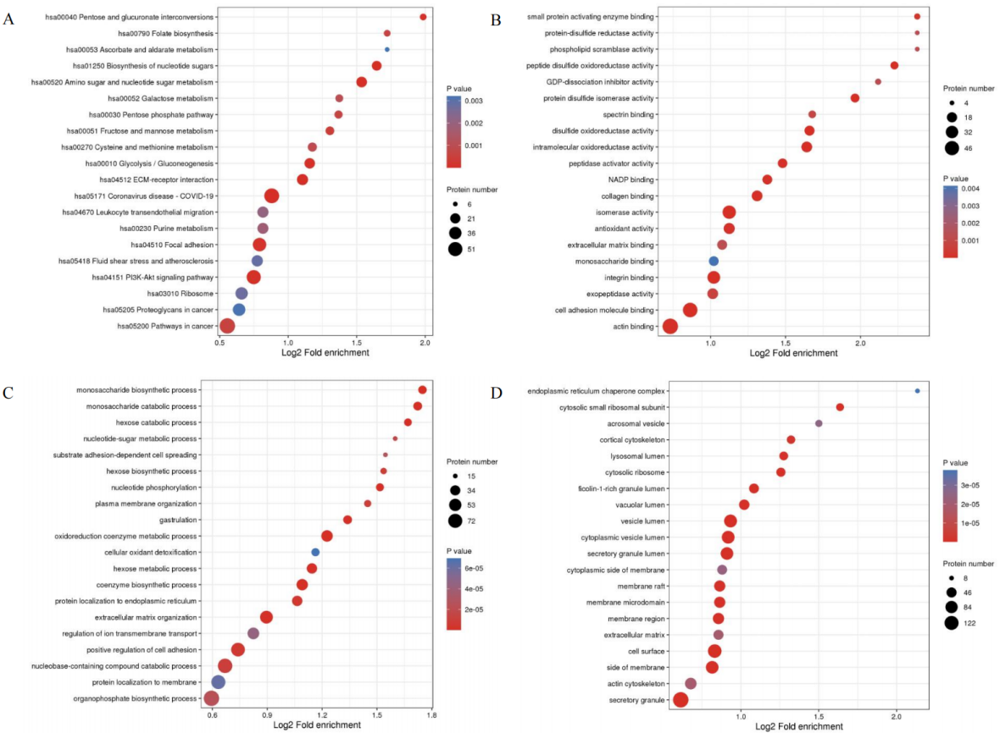 A
hsa00040 Pentose and glucuronate interconversions
hsa00790 Folate biosynthesis
hsa00053 Ascorbate and aldarate metabolism
hsa01250 Biosynthesis of nucleotide sugars
hsa00520 Amino sugar and nucleotide sugar metabolism
hsa00052 Galactose metabolism
hsa00030 Pentose phosphate pathway
hsa00051 Fructose and mannose metabolism
hsa00270 Cysteine and methionine metabolism
hsa00010 Glycolysis / Gluconeogenesis
hsa04512 ECM-receptor interaction
hsa05171 Coronavirus disease - COVID-19
hsa04670 Leukocyte transendothelial migration
hsa00230 Purine metabolism
hsa04510 Focal adhesion
hsa05418 Fluid shear stress and atherosclerosis
hsa04151 PI3K-Akt signaling pathway
hsa03010 Ribosome
hsa05205 Proteoglycans in cancer
hsa05200 Pathways in cancer
0.5 1.0 1.5 2.0
Log2 Fold enrichment
P value
0.003
0.002
0.001
Protein number
6
21
36
51
B
small protein activating enzyme binding
protein-disulfide reductase activity
phospholipid scramblase activity
peptide disulfide oxidoreductase activity
GDP-dissociation inhibitor activity
protein disulfide isomerase activity
spectrin binding
disulfide oxidoreductase activity
intramolecular oxidoreductase activity
peptidase activator activity
NADP binding
collagen binding
isomerase activity
antioxidant activity
extracellular matrix binding
monosaccharide binding
integrin binding
exopeptidase activity
cell adhesion molecule binding
actin binding
1.0 1.5 2.0
Log2 Fold enrichment
Protein number
4
18
32
46
P value
0.004
0.003
0.002
0.001
C
monosaccharide biosynthetic process
monosaccharide catabolic process
hexose catabolic process
nucleotide-sugar metabolic process
substrate adhesion-dependent cell spreading
hexose biosynthetic process
nucleotide phosphorylation
plasma membrane organization
gastrulation
oxidoreduction coenzyme metabolic process
cellular oxidant detoxification
hexose metabolic process
coenzyme biosynthetic process
protein localization to endoplasmic reticulum
extracellular matrix organization
regulation of ion transmembrane transport
positive regulation of cell adhesion
nucleobase-containing compound catabolic process
protein localization to membrane
organophosphate biosynthetic process
0.6 0.9 1.2 1.5 1.8
Log2 Fold enrichment
Protein number
15
34
53
72
P value
6e-05
4e-05
2e-05
D
endoplasmic reticulum chaperone complex
cytosolic small ribosomal subunit
acrosomal vesicle
cortical cytoskeleton
lysosomal lumen
cytosolic ribosome
ficolin-1-rich granule lumen
vacuolar lumen
vesicle lumen
cytoplasmic vesicle lumen
secretory granule lumen
cytoplasmic side of membrane
membrane raft
membrane microdomain
membrane region
extracellular matrix
cell surface
side of membrane
actin cytoskeleton
secretory granule
1.0 1.5 2.0
Log2 Fold enrichment
P value
3e-05
2e-05
1e-05
Protein number
8
46
84
122